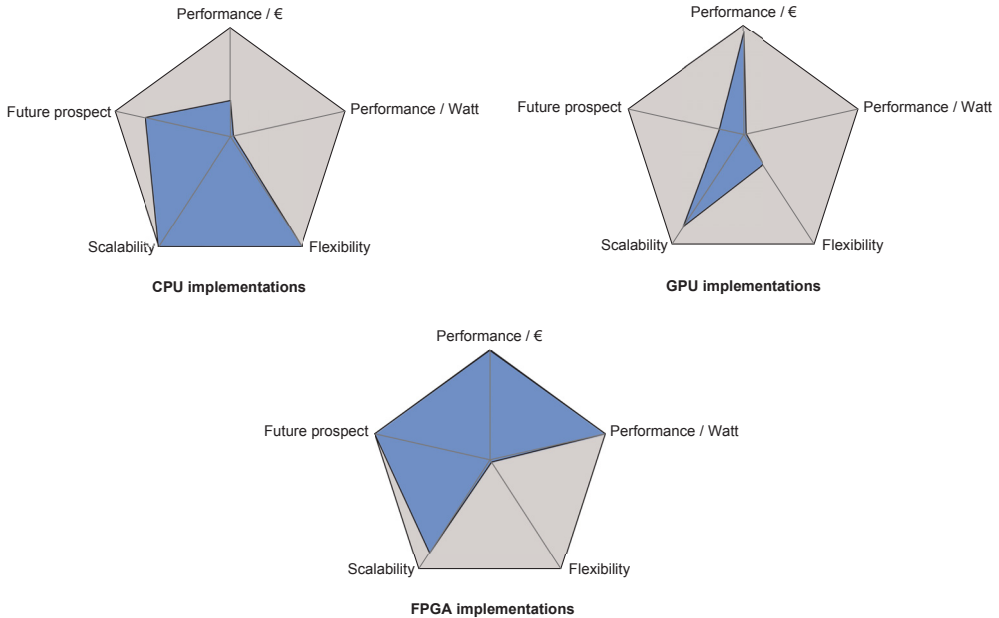 Performance / €
Future prospect
Performance / Watt
Scalability
Flexibility
CPU implementations
Performance / €
Future prospect
Performance / Watt
Scalability
Flexibility
GPU implementations
Performance / €
Future prospect
Performance / Watt
Scalability
Flexibility
FPGA implementations